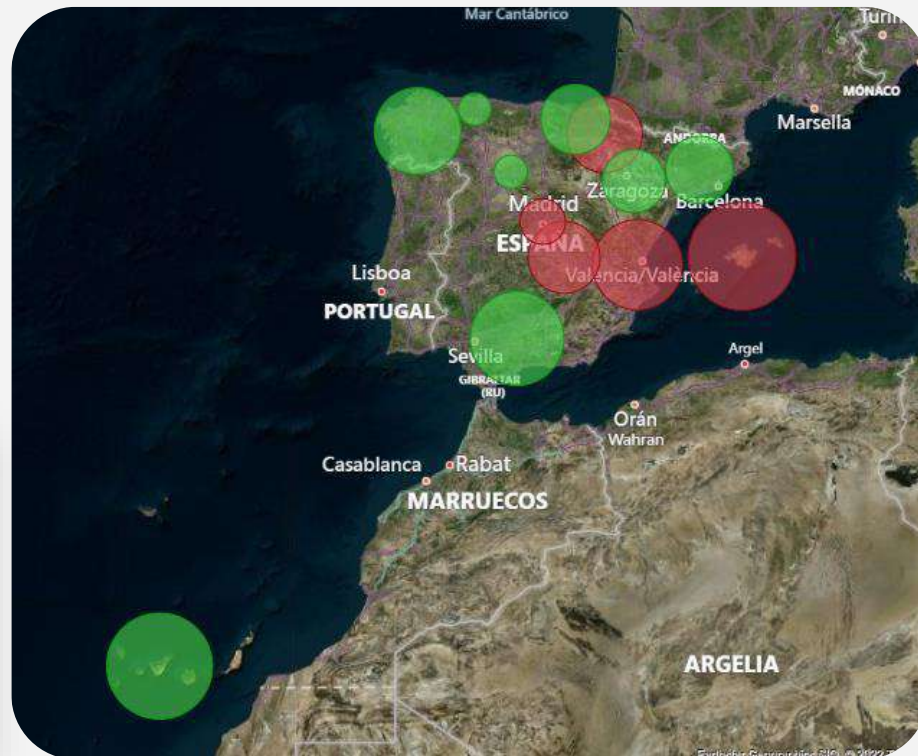 Mar Cantábrico
MÓNACO
Marsella
ANDORRA
Zaragoza
Barcelona
Madrid
ESPAÑA
Valencia/València
Lisboa
PORTUGAL
Sevilla
GIBRALTAR
(RU)
Argel
Orán
Wahran
Casablanca
Rabat
MARRUECOS
ARGELIA